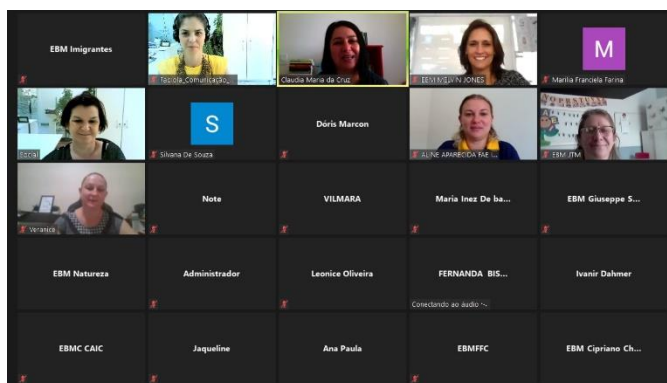 EBM Imigrantes
Fabiola_Comunicação_
Claudia Maria da Cruz
EBM MELVIN JONES
M
Marilia Franciela Farina
Social
S
Silvana De Souza
Dóris Marcon
ALINE APARECIDA FAE I...
EBM JTM
Veranice
Note
VILMARA
Maria Inez De ba...
EBM Giuseppe S...
EBM Natureza
Administrador
Leonice Oliveira
FERNANDA BIS...
Conectando ao áudio
Ivanir Dahmer
EBMC CAIC
Jaqueline
Ana Paula
EBMFFC
EBM Cipriano Ch...